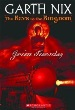 GARTH NIX
The Keys to the Kingdom
Grim Tuesday